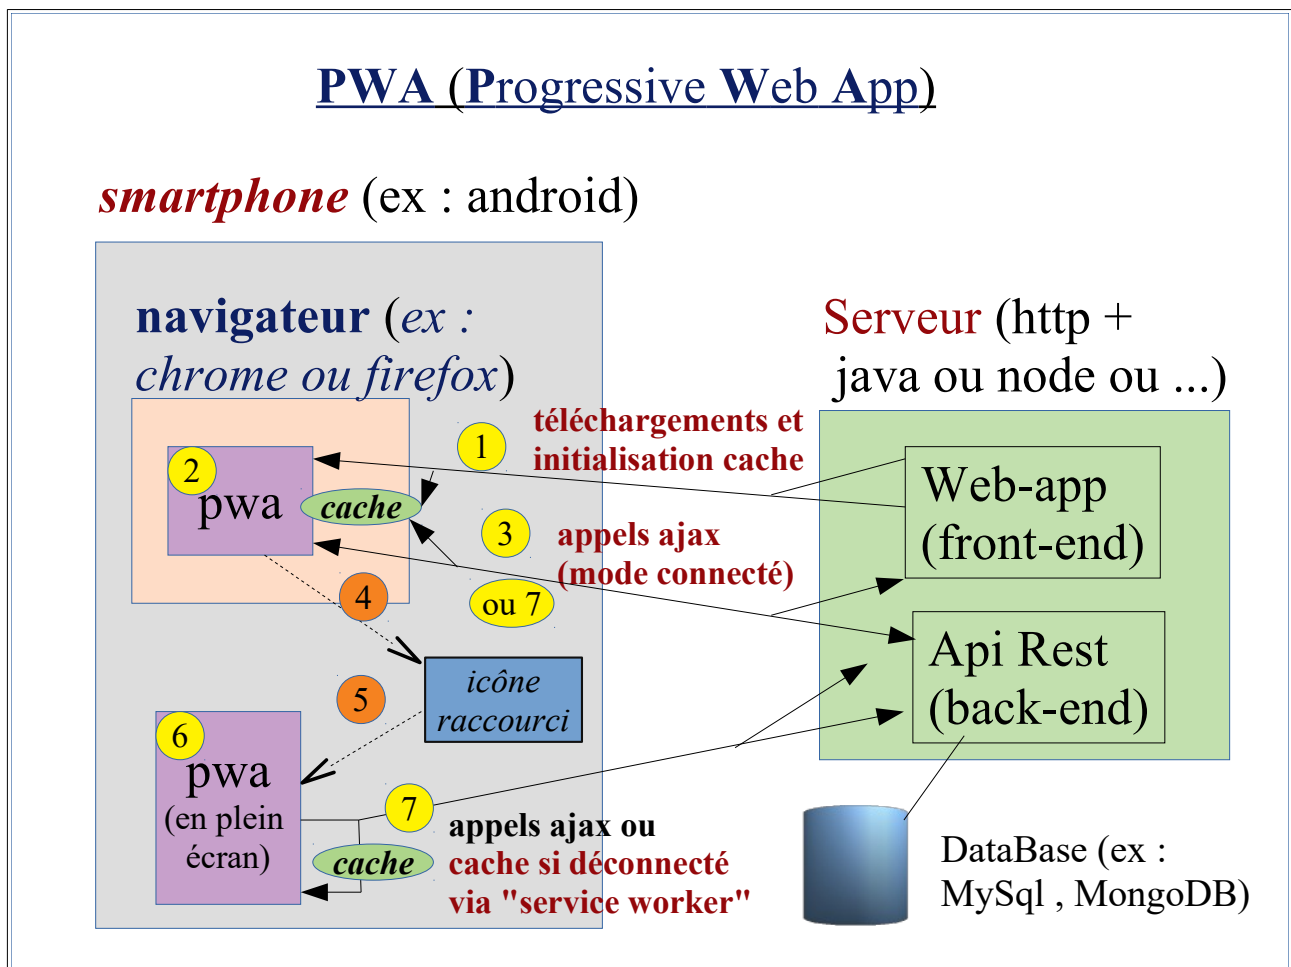 PWA (Progressive Web App)
smartphone (ex : android)
navigateur (ex :
chrome ou firefox)
Serveur (http +
java ou node ou ...)
1
téléchargements et
initialisation cache
2
pwa
cache
Web-app
(front-end)
3
appels ajax
(mode connecté)
ou 7
4
Api Rest
(back-end)
icône
raccourci
5
6
pwa
(en plein
écran)
7
cache
appels ajax ou
cache si déconnecté
via "service worker"
DataBase (ex :
MySql , MongoDB)